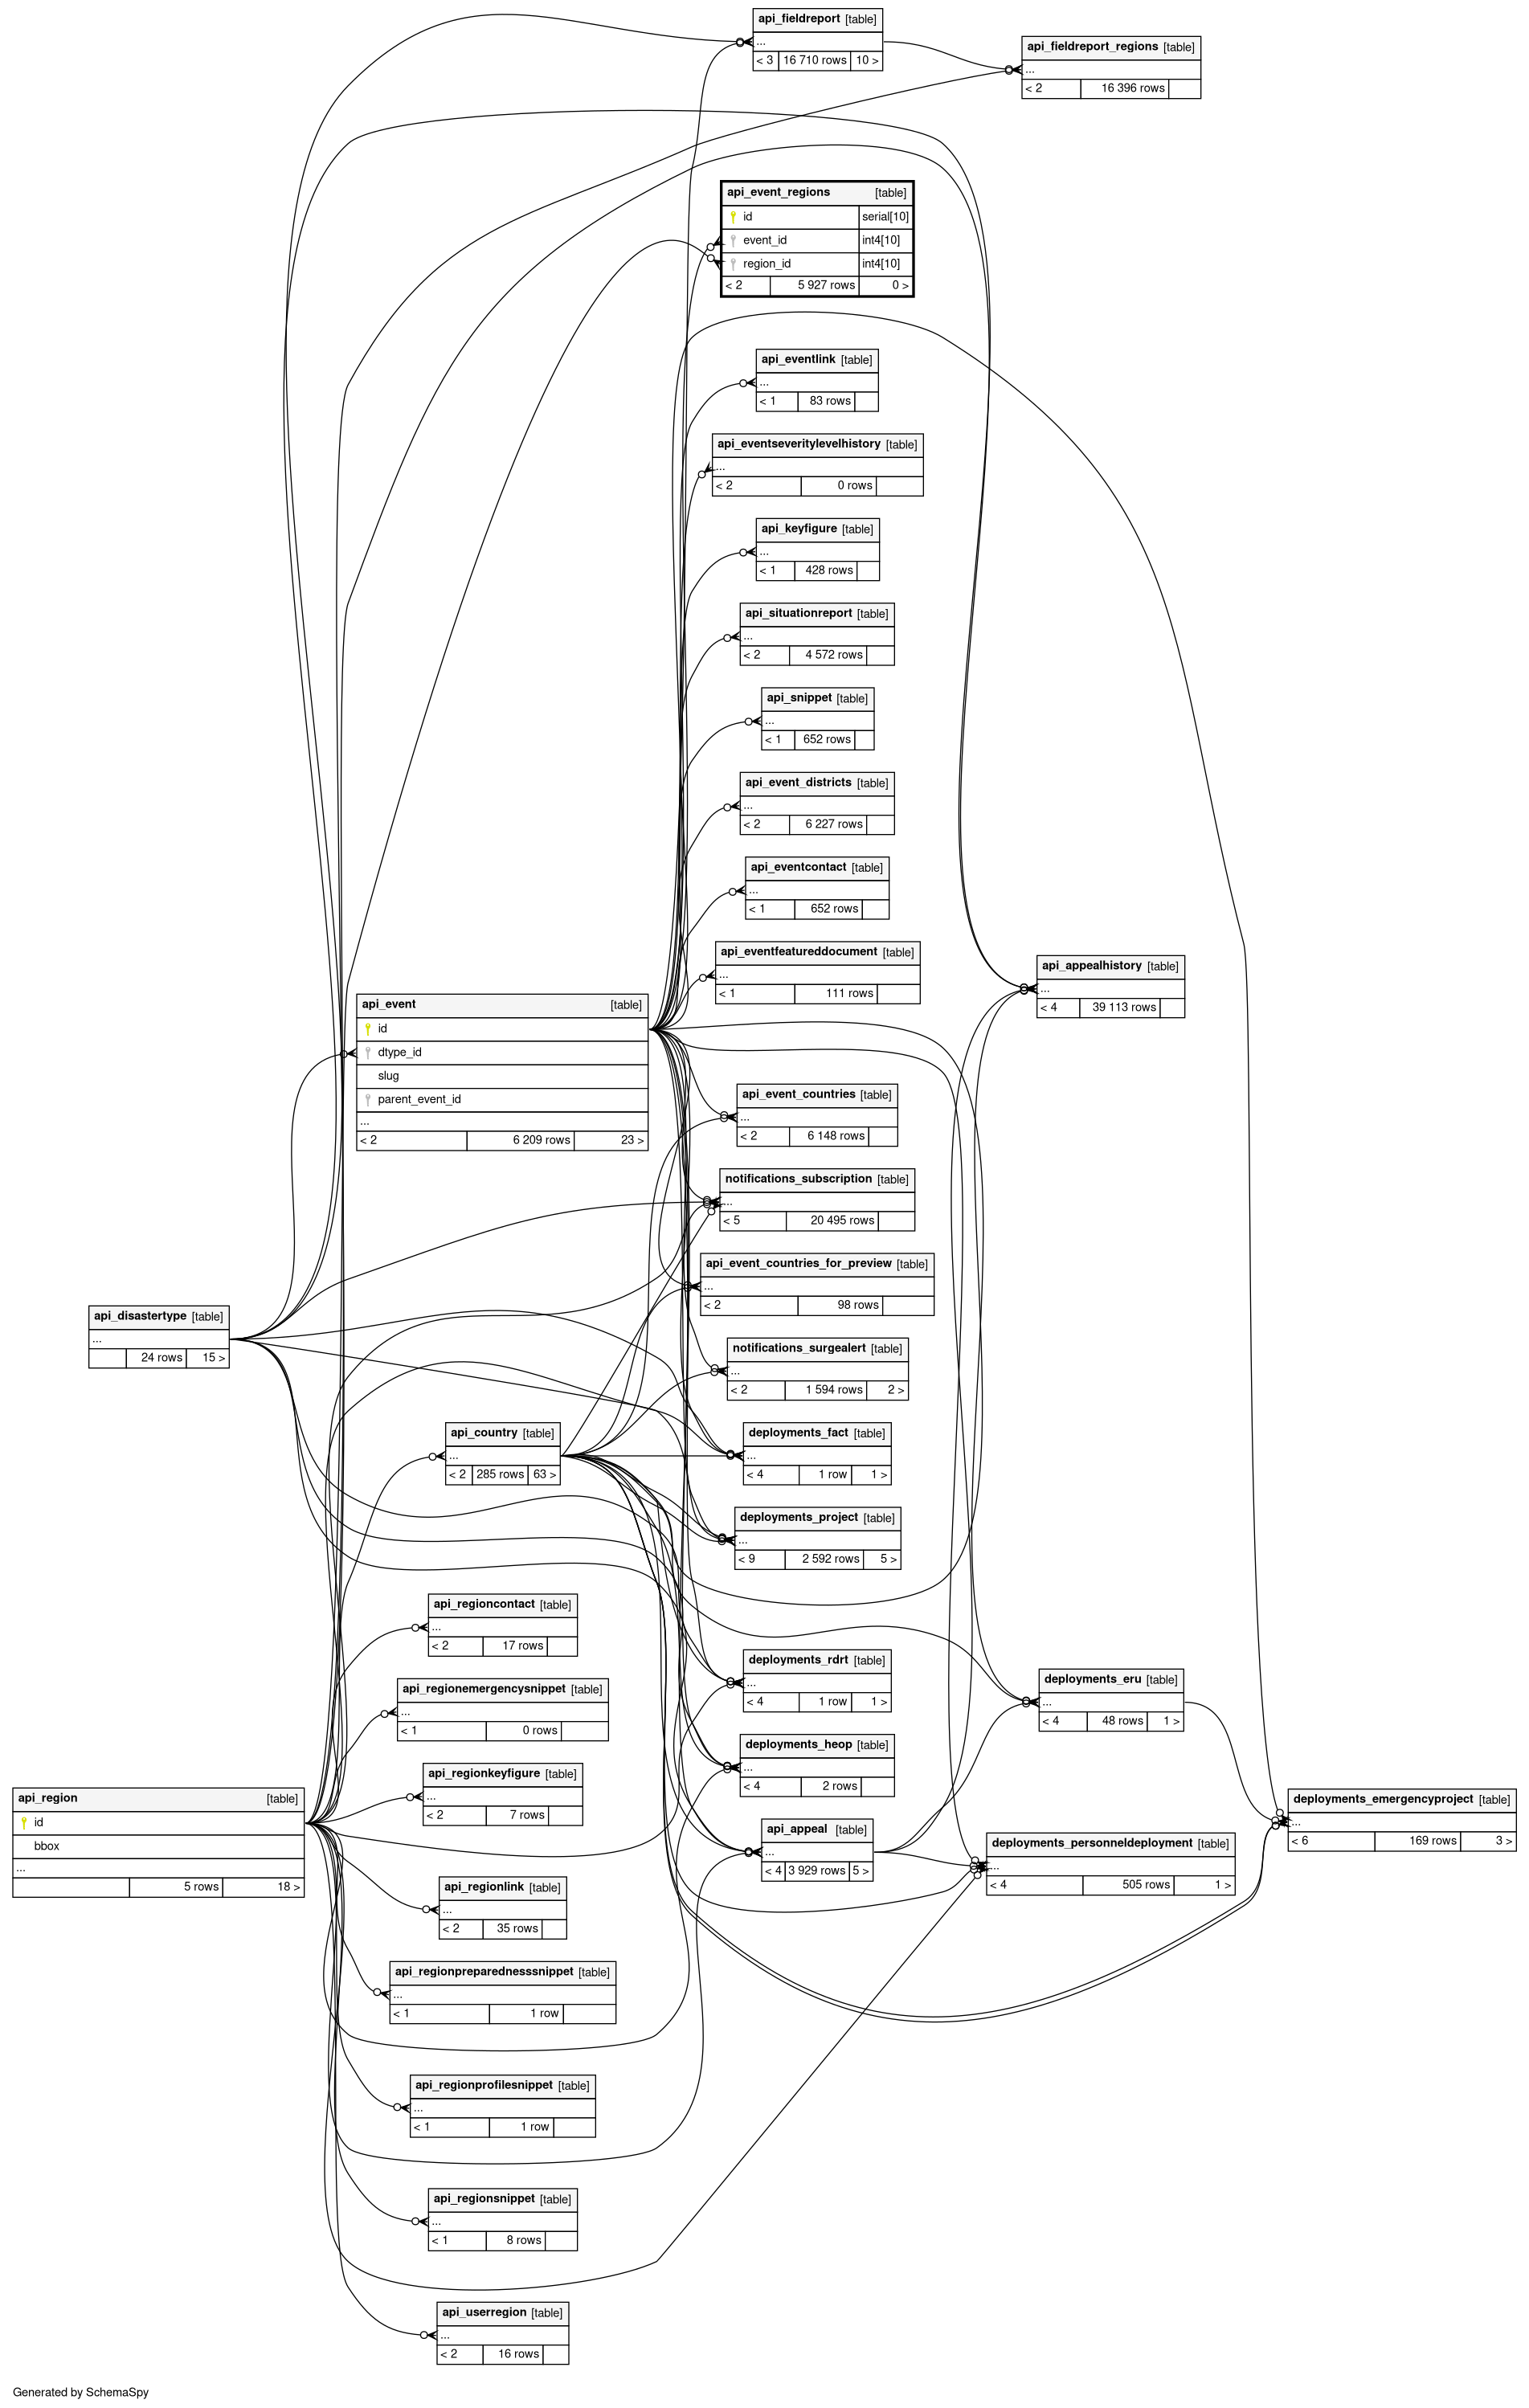 api_fieldreport [table]
...
< 3 16 710 rows 10 >
api_fieldreport_regions [table]
...
< 2 16 396 rows
api_event_regions [table]
id serial[10]
event_id int4[10]
region_id int4[10]
< 2 5 927 rows 0 >
api_eventlink [table]
...
< 1 83 rows
api_eventseveritylevelhistory [table]
...
< 2 0 rows
api_keyfigure [table]
...
< 1 428 rows
api_situationreport [table]
...
< 2 4 572 rows
api_snippet [table]
...
< 1 652 rows
api_event_districts [table]
...
< 2 6 227 rows
api_eventcontact [table]
...
< 1 652 rows
api_eventfeatureddocument [table]
...
< 1 111 rows
api_appealhistory [table]
...
< 4 39 113 rows
api_event [table]
id
dtype_id
slug
parent_event_id
...
< 2 6 209 rows 23 >
api_event_countries [table]
...
< 2 6 148 rows
notifications_subscription [table]
...
< 5 20 495 rows
api_event_countries_for_preview [table]
...
< 2 98 rows
api_disastertype [table]
...
24 rows 15 >
notifications_surgealert [table]
...
< 2 1 594 rows 2 >
api_country [table]
...
< 2 285 rows 63 >
deployments_fact [table]
...
< 4 1 row 1 >
deployments_project [table]
...
< 9 2 592 rows 5 >
api_regioncontact [table]
...
< 2 17 rows
deployments_rdrt [table]
...
< 4 1 row 1 >
deployments_eru [table]
...
< 4 48 rows 1 >
api_regionemergencysnippet [table]
...
< 1 0 rows
deployments_heop [table]
...
< 4 2 rows
api_regionkeyfigure [table]
...
< 2 7 rows
api_region [table]
id
bbox
...
5 rows 18 >
deployments_emergencyproject [table]
...
< 6 169 rows 3 >
api_appeal [table]
...
< 4 3 929 rows 5 >
deployments_personneldeployment [table]
...
< 4 505 rows 1 >
api_regionlink [table]
...
< 2 35 rows
api_regionpreparednesssnippet [table]
...
< 1 1 row
api_regionprofilesnippet [table]
...
< 1 1 row
api_regionsnippet [table]
...
< 1 8 rows
api_userregion [table]
...
< 2 16 rows
Generated by SchemaSpy